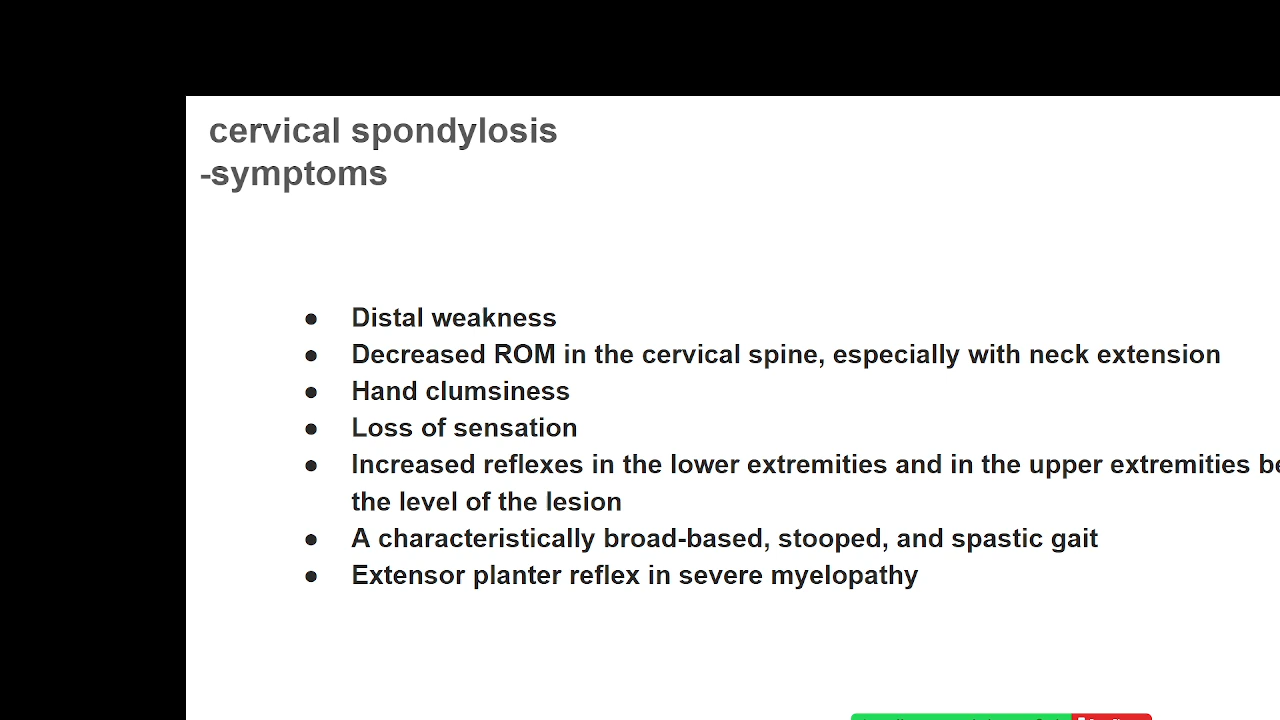 cervical spondylosis
-symptoms
● Distal weakness
● Decreased ROM in the cervical spine, especially with neck extension
● Hand clumsiness
● Loss of sensation
● Increased reflexes in the lower extremities and in the upper extremities
the level of the lesion
● A characteristically broad-based, stooped, and spastic gait
● Extensor planter reflex in severe myelopathy